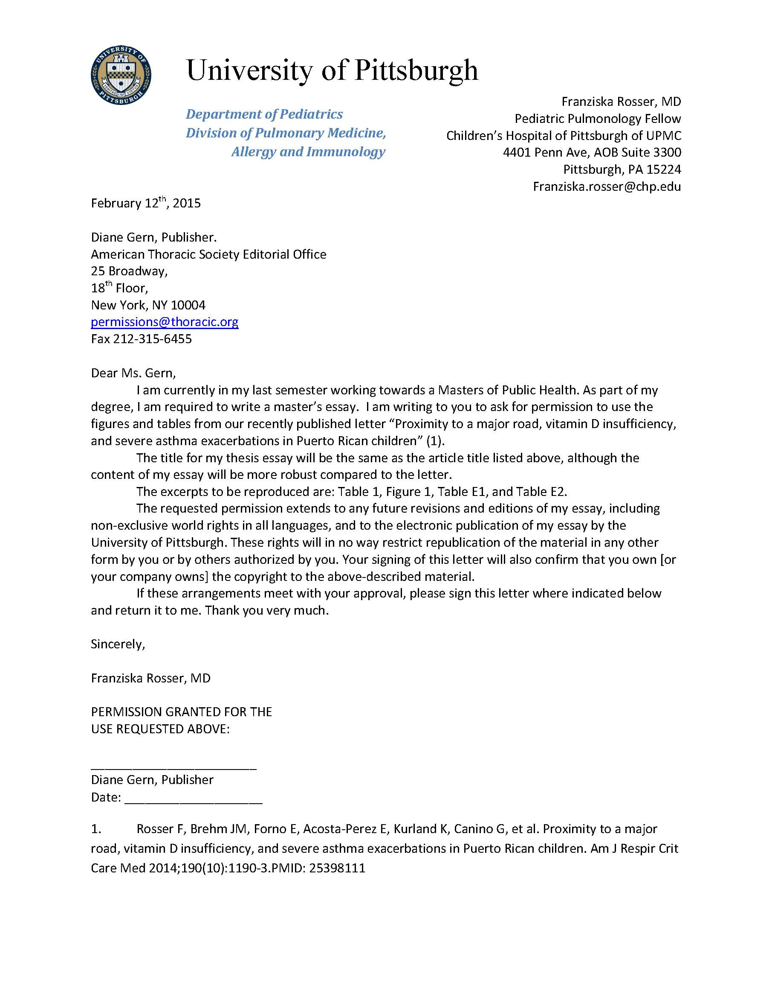 UNIVERSITY OF
PITTSBURGH
VERITAS 1787 VIRTUS
University of Pittsburgh
Department of Pediatrics
Division of Pulmonary Medicine,
Allergy and Immunology
Franziska Rosser, MD
Pediatric Pulmonology Fellow
Children’s Hospital of Pittsburgh of UPMC
4401 Penn Ave, AOB Suite 3300
Pittsburgh, PA 15224
Franziska.rosser@chp.edu
February 12th, 2015
Diane Gern, Publisher.
American Thoracic Society Editorial Office
25 Broadway,
18th Floor,
New York, NY 10004
permissions@thoracic.org
Fax 212-315-6455
Dear Ms. Gern,
I am currently in my last semester working towards a Masters of Public Health. As part of my
degree, I am required to write a master’s essay.  I am writing to you to ask for permission to use the
figures and tables from our recently published letter “Proximity to a major road, vitamin D insufficiency,
and severe asthma exacerbations in Puerto Rican children” (1).
The title for my thesis essay will be the same as the article title listed above, although the
content of my essay will be more robust compared to the letter.
The excerpts to be reproduced are: Table 1, Figure 1, Table E1, and Table E2.
The requested permission extends to any future revisions and editions of my essay, including
non-exclusive world rights in all languages, and to the electronic publication of my essay by the
University of Pittsburgh. These rights will in no way restrict republication of the material in any other
form by you or by others authorized by you. Your signing of this letter will also confirm that you own [or
your company owns] the copyright to the above-described material.
If these arrangements meet with your approval, please sign this letter where indicated below
and return it to me. Thank you very much.
Sincerely,
Franziska Rosser, MD
PERMISSION GRANTED FOR THE
USE REQUESTED ABOVE:
________________________
Diane Gern, Publisher
Date: ____________________
1. Rosser F, Brehm JM, Forno E, Acosta-Perez E, Kurland K, Canino G, et al. Proximity to a major
road, vitamin D insufficiency, and severe asthma exacerbations in Puerto Rican children. Am J Respir Crit
Care Med 2014;190(10):1190-3.PMID: 25398111